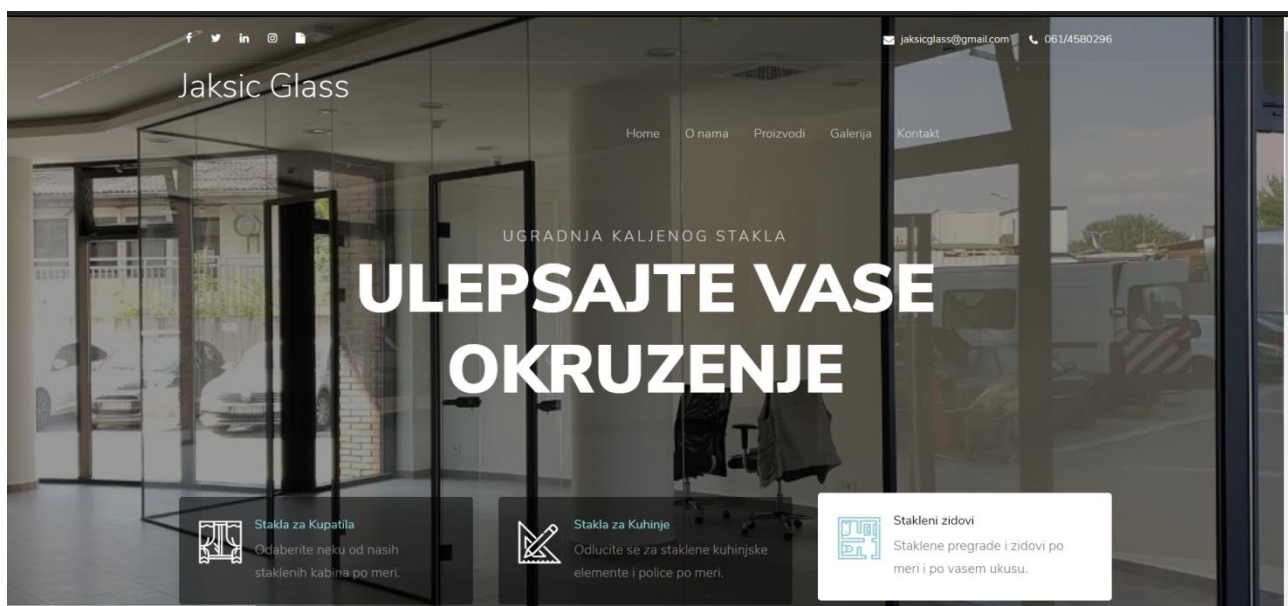 jaksicglass@gmail.com 061/4580296
Jaksic Glass
Home O nama Proizvodi Galerija Kontakt
UGRADNJA KALJENOG STAKLA
ULEPSAJTE VASE
OKRUZENJE
Stakla za Kupatila
Odaberite neku od nasih
staklenih kabina po meri.
Stakla za Kuhinje
Odlucite se za staklene kuhinjske
elemente i police po meri.
Stakleni zidovi
Staklene pregrade i zidovi po
meri i po vasem ukusu.